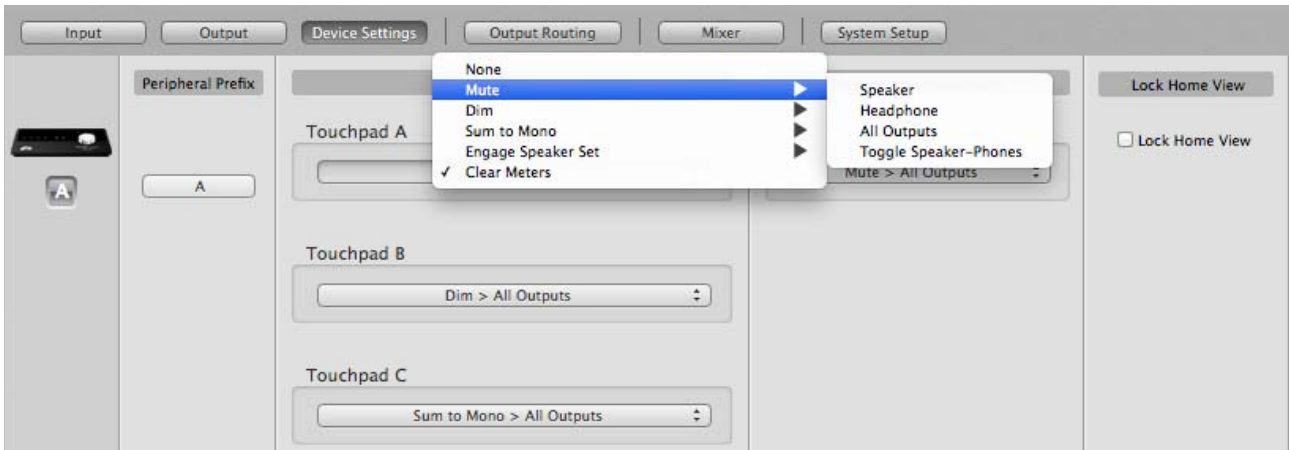 Input
Output
Device Settings
Output Routing
Mixer
System Setup
Peripheral Prefix
A
A
Touchpad A
None
Mute
Dim
Sum to Mono
Engage Speaker Set
✓ Clear Meters
Speaker
Headphone
All Outputs
Toggle Speaker-Phones
Mute > All Outputs
Touchpad B
Dim > All Outputs
Touchpad C
Sum to Mono > All Outputs
Lock Home View
Lock Home View